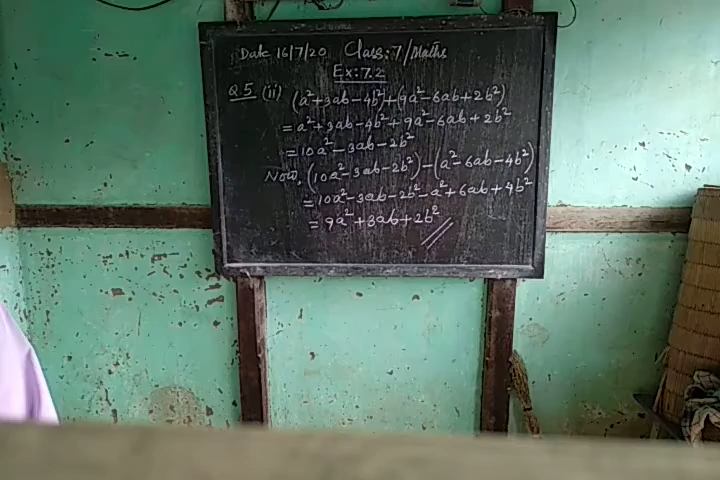 Date 16/7/20 Class: 7/Maths
Ex: 7.2
Q.5 (ii) (a²+3ab-4b²)+(9a²-6ab+2b²)
= a²+3ab-4b²+9a²-6ab+2b²
= 10a²-3ab-2b²
Now, (10a²-3ab-2b²)-(a²-6ab-4b²)
= 10a²-3ab-2b²-a²+6ab+4b²
= 9a²+3ab+2b²